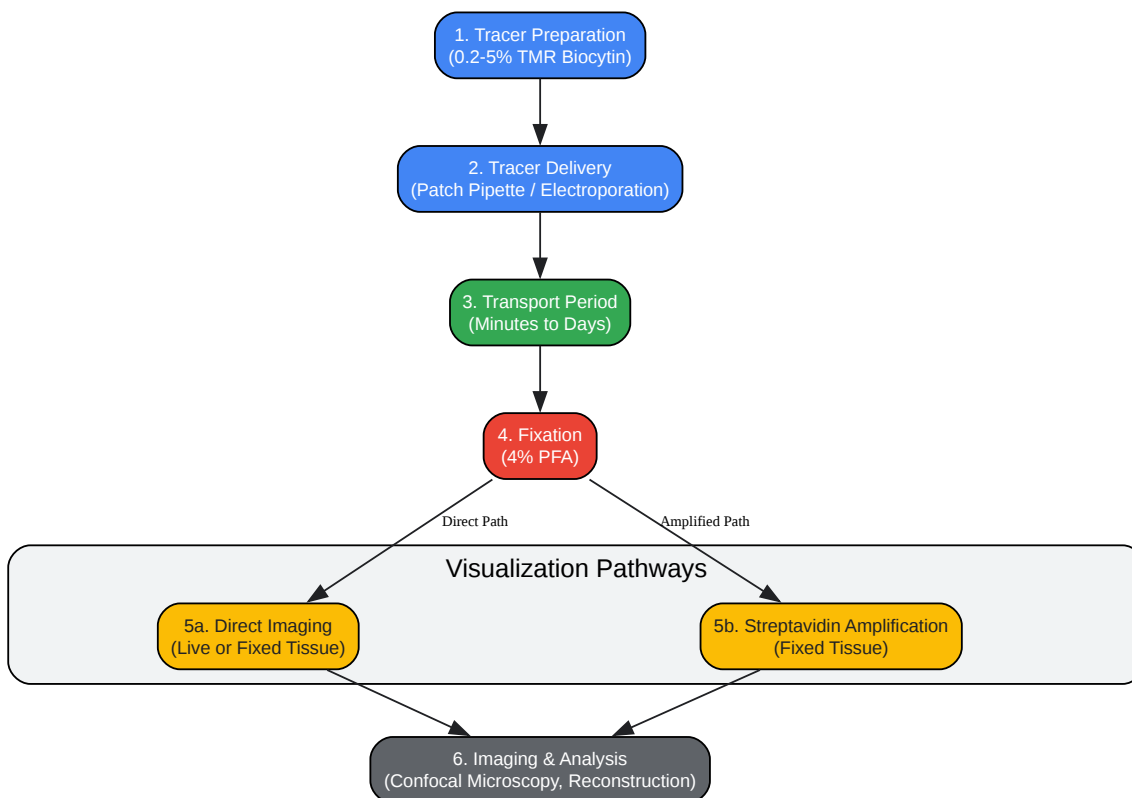 1. Tracer Preparation
(0.2-5% TMR Biocytin)
2. Tracer Delivery
(Patch Pipette / Electroporation)
3. Transport Period
(Minutes to Days)
4. Fixation
(4% PFA)
Direct Path
Amplified Path
Visualization Pathways
5a. Direct Imaging
(Live or Fixed Tissue)
5b. Streptavidin Amplification
(Fixed Tissue)
6. Imaging & Analysis
(Confocal Microscopy, Reconstruction)